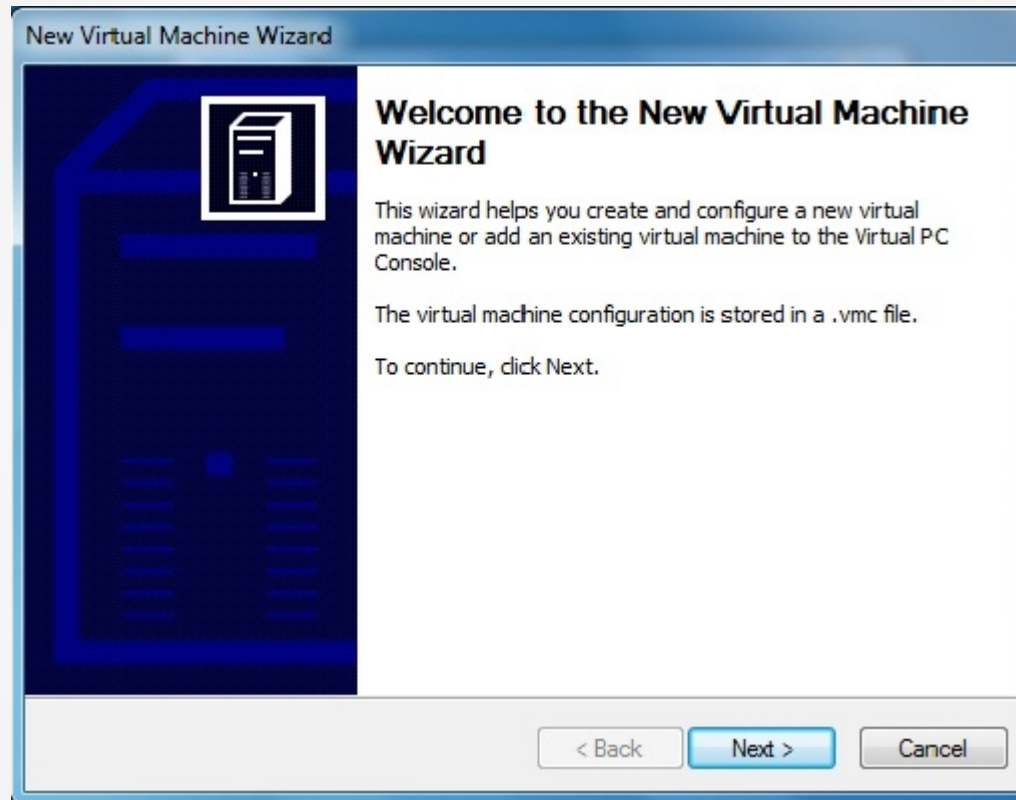 New Virtual Machine Wizard
Welcome to the New Virtual Machine
Wizard
This wizard helps you create and configure a new virtual
machine or add an existing virtual machine to the Virtual PC
Console.
The virtual machine configuration is stored in a .vmc file.
To continue, click Next.
< Back
Next >
Cancel